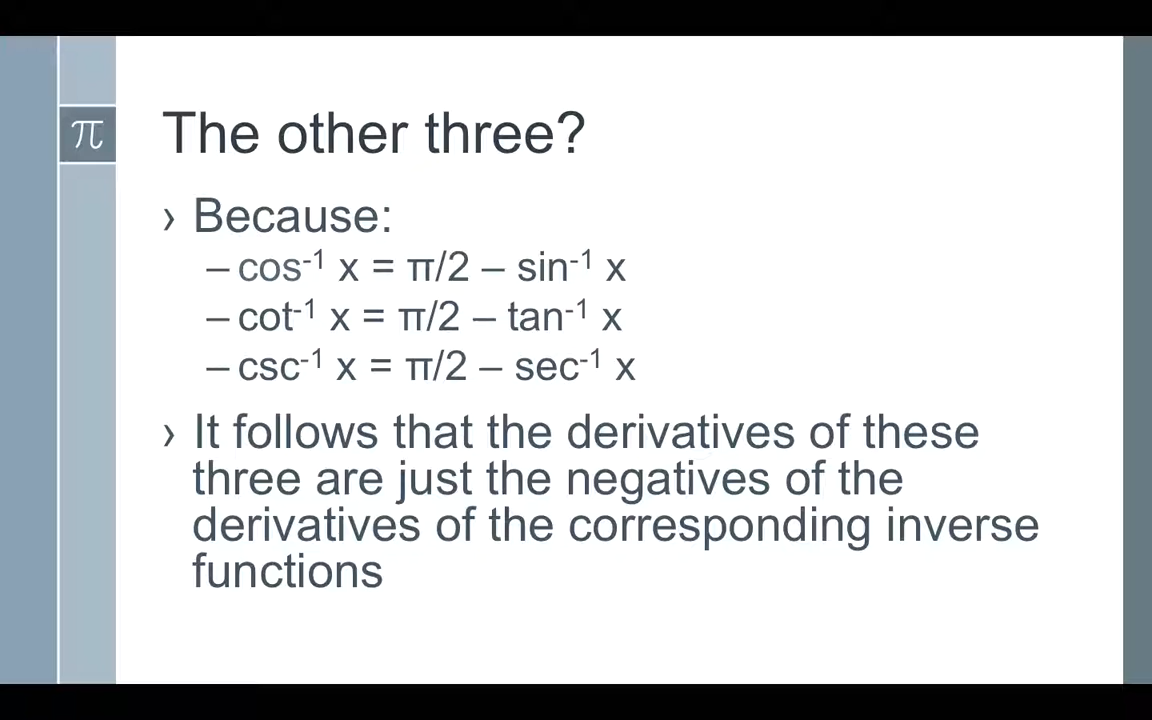 π
The other three?
› Because:
– cos⁻¹ x = π/2 – sin⁻¹ x
– cot⁻¹ x = π/2 – tan⁻¹ x
– csc⁻¹ x = π/2 – sec⁻¹ x
› It follows that the derivatives of these
three are just the negatives of the
derivatives of the corresponding inverse
functions